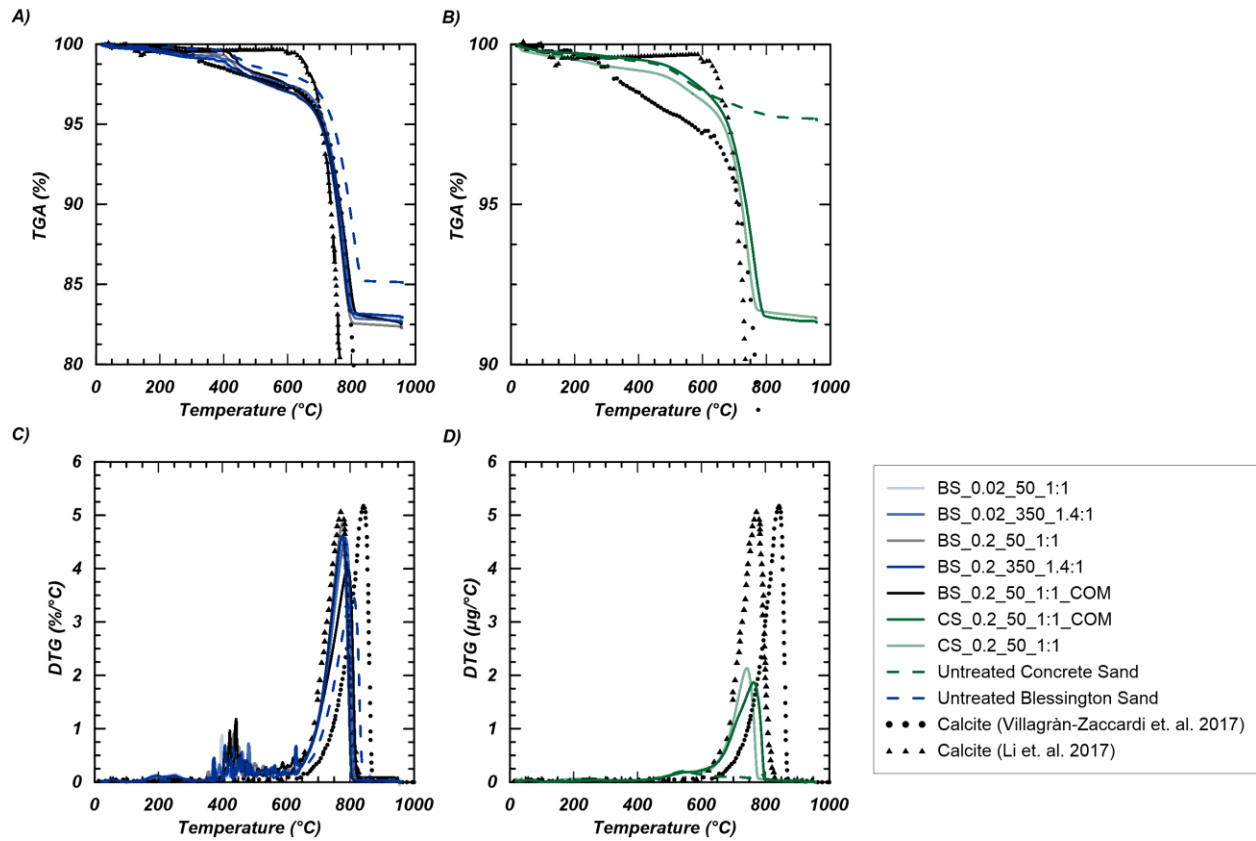 A)
100
95
90
85
80
TGA (%)
0 200 400 600 800 1000
Temperature (°C)
B)
100
95
90
TGA (%)
0 200 400 600 800 1000
Temperature (°C)
C)
6
5
4
3
2
1
0
DTG (%/°C)
0 200 400 600 800 1000
Temperature (°C)
D)
6
5
4
3
2
1
0
DTG (µg/°C)
0 200 400 600 800 1000
Temperature (°C)
BS_0.02_50_1:1
BS_0.02_350_1.4:1
BS_0.2_50_1:1
BS_0.2_350_1.4:1
BS_0.2_50_1:1_COM
CS_0.2_50_1:1_COM
CS_0.2_50_1:1
Untreated Concrete Sand
Untreated Blessington Sand
Calcite (Villagràn-Zaccardi et. al. 2017)
Calcite (Li et. al. 2017)